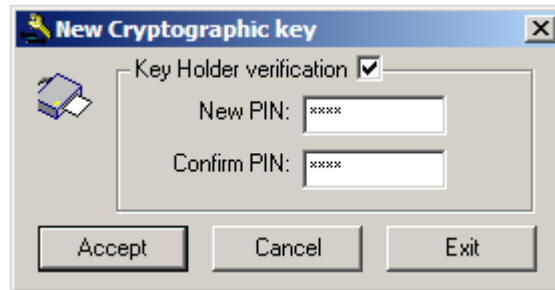 New Cryptographic key
Key Holder verification
New PIN: ****
Confirm PIN: ****
Accept Cancel Exit